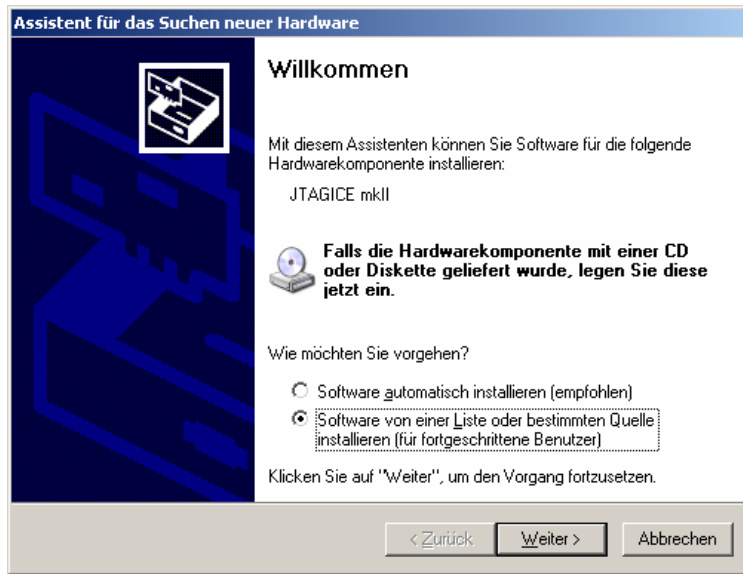 Assistent für das Suchen neuer Hardware
Willkommen
Mit diesem Assistenten können Sie Software für die folgende
Hardwarekomponente installieren:
JTAGICE mkII
Falls die Hardwarekomponente mit einer CD
oder Diskette geliefert wurde, legen Sie diese
jetzt ein.
Wie möchten Sie vorgehen?
Software automatisch installieren (empfohlen)
Software von einer Liste oder bestimmten Quelle
installieren (für fortgeschrittene Benutzer)
Klicken Sie auf "Weiter", um den Vorgang fortzusetzen.
< Zurück
Weiter >
Abbrechen